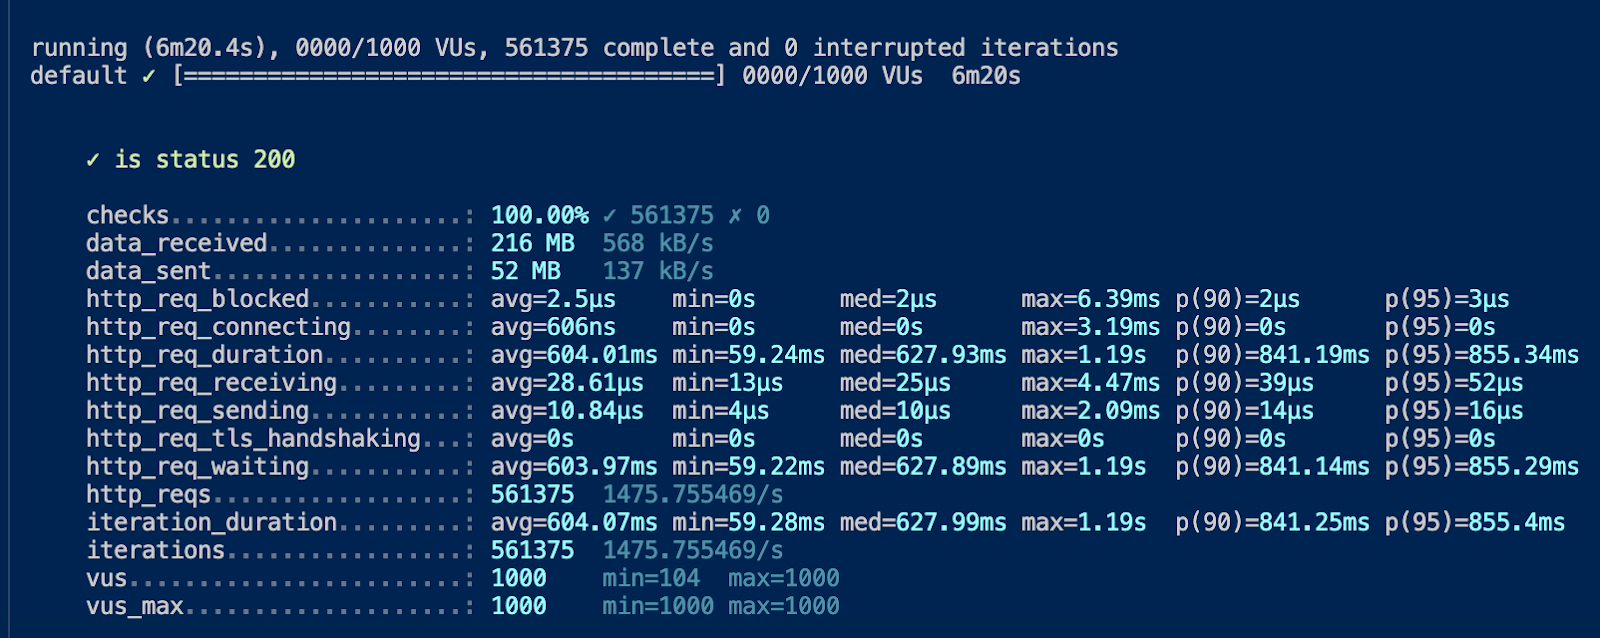 running (6m20.4s), 0000/1000 VUs, 561375 complete and 0 interrupted iterations
default ✓ [======================================] 0000/1000 VUs  6m20s
✓ is status 200
checks.....................: 100.00% ✓ 561375 ✗ 0
data_received..............: 216 MB  568 kB/s
data_sent..................: 52 MB   137 kB/s
http_req_blocked...........: avg=2.5µs    min=0s      med=2µs      max=6.39ms p(90)=2µs      p(95)=3µs
http_req_connecting........: avg=606ns    min=0s      med=0s       max=3.19ms p(90)=0s       p(95)=0s
http_req_duration..........: avg=604.01ms min=59.24ms med=627.93ms max=1.19s  p(90)=841.19ms p(95)=855.34ms
http_req_receiving.........: avg=28.61µs  min=13µs    med=25µs     max=4.47ms p(90)=39µs     p(95)=52µs
http_req_sending...........: avg=10.84µs  min=4µs     med=10µs     max=2.09ms p(90)=14µs     p(95)=16µs
http_req_tls_handshaking...: avg=0s       min=0s      med=0s       max=0s     p(90)=0s       p(95)=0s
http_req_waiting...........: avg=603.97ms min=59.22ms med=627.89ms max=1.19s  p(90)=841.14ms p(95)=855.29ms
http_reqs..................: 561375  1475.755469/s
iteration_duration.........: avg=604.07ms min=59.28ms med=627.99ms max=1.19s  p(90)=841.25ms p(95)=855.4ms
iterations.................: 561375  1475.755469/s
vus........................: 1000    min=104  max=1000
vus_max....................: 1000    min=1000 max=1000